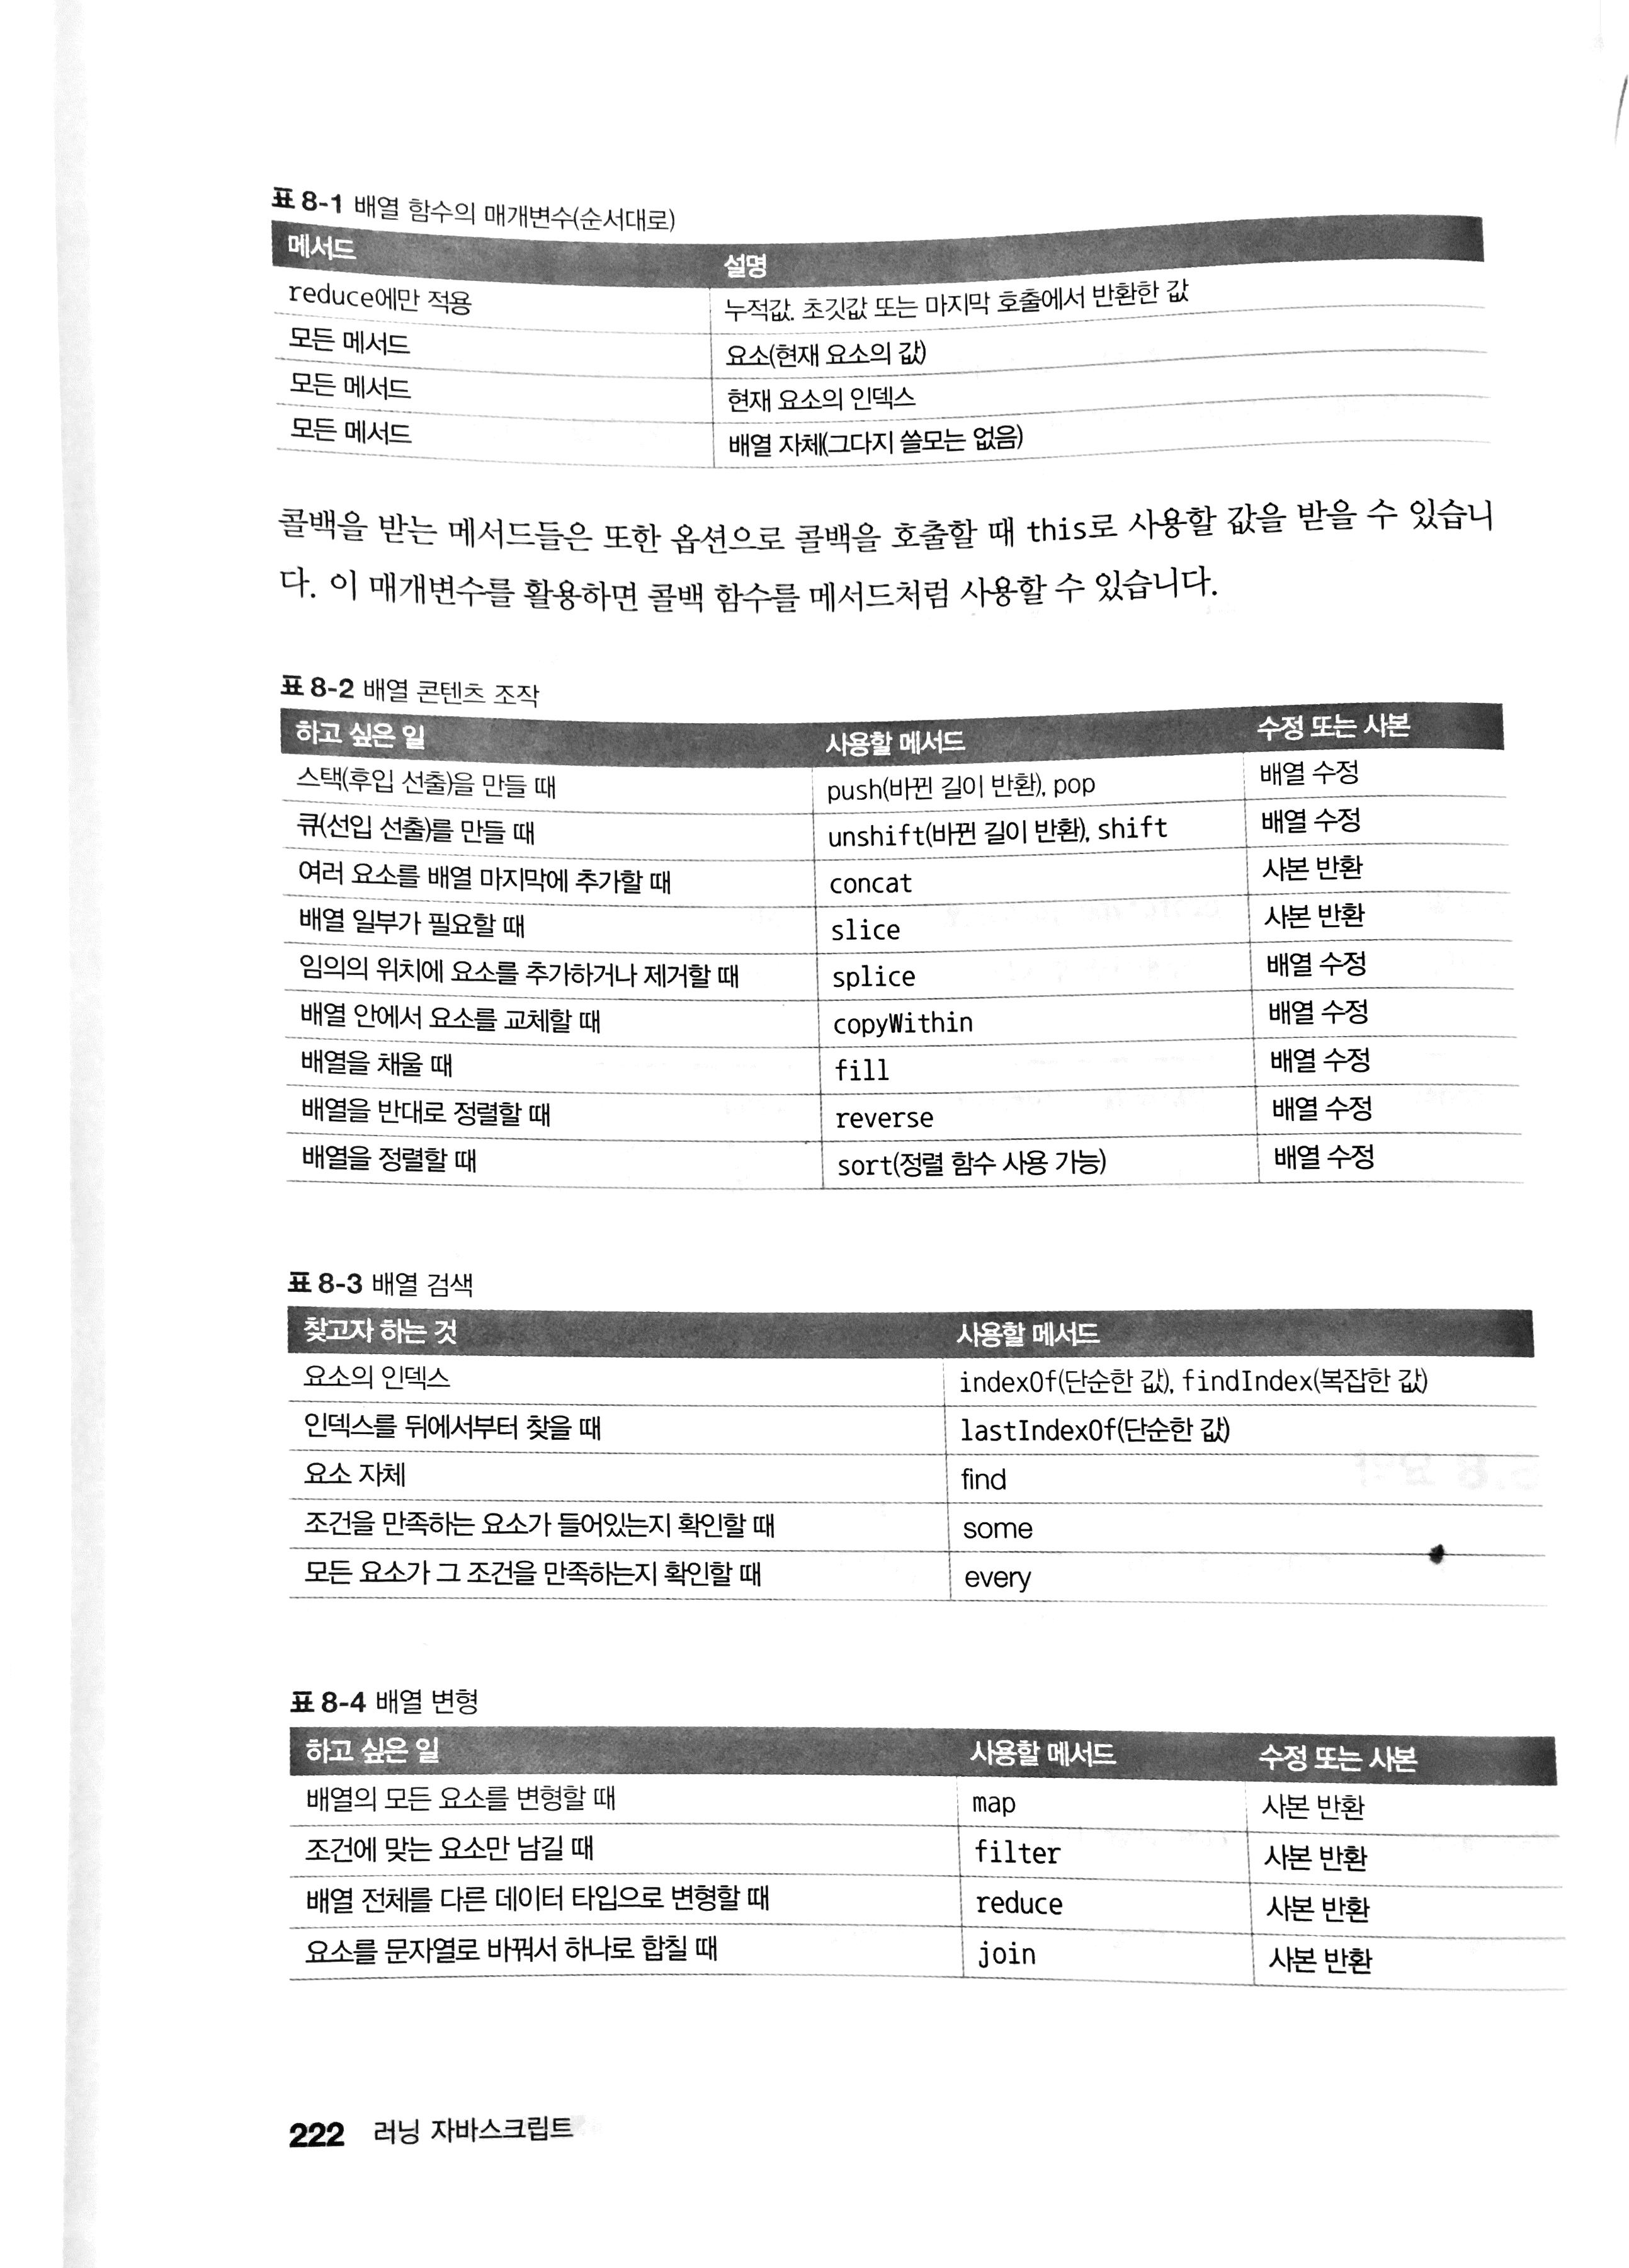 표 8-1 배열 함수의 매개변수(순서대로)
메서드 설명
reduce에만 적용 누적값. 초깃값 또는 마지막 호출에서 반환한 값
모든 메서드 요소(현재 요소의 값)
모든 메서드 현재 요소의 인덱스
모든 메서드 배열 자체(그다지 쓸모는 없음)
콜백을 받는 메서드들은 또한 옵션으로 콜백을 호출할 때 this로 사용할 값을 받을 수 있습니
다. 이 매개변수를 활용하면 콜백 함수를 메서드처럼 사용할 수 있습니다.
표 8-2 배열 콘텐츠 조작
하고 싶은 일 사용할 메서드 수정 또는 사본
스택(후입 선출)을 만들 때 push(바뀐 길이 반환), pop 배열 수정
큐(선입 선출)를 만들 때 unshift(바뀐 길이 반환), shift 배열 수정
여러 요소를 배열 마지막에 추가할 때 concat 사본 반환
배열 일부가 필요할 때 slice 사본 반환
임의의 위치에 요소를 추가하거나 제거할 때 splice 배열 수정
배열 안에서 요소를 교체할 때 copyWithin 배열 수정
배열을 채울 때 fill 배열 수정
배열을 반대로 정렬할 때 reverse 배열 수정
배열을 정렬할 때 sort(정렬 함수 사용 가능) 배열 수정
표 8-3 배열 검색
찾고자 하는 것 사용할 메서드
요소의 인덱스 indexOf(단순한 값), findIndex(복잡한 값)
인덱스를 뒤에서부터 찾을 때 lastIndexOf(단순한 값)
요소 자체 find
조건을 만족하는 요소가 들어있는지 확인할 때 some
모든 요소가 그 조건을 만족하는지 확인할 때 every
표 8-4 배열 변형
하고 싶은 일 사용할 메서드 수정 또는 사본
배열의 모든 요소를 변형할 때 map 사본 반환
조건에 맞는 요소만 남길 때 filter 사본 반환
배열 전체를 다른 데이터 타입으로 변형할 때 reduce 사본 반환
요소를 문자열로 바꿔서 하나로 합칠 때 join 사본 반환
222 러닝 자바스크립트